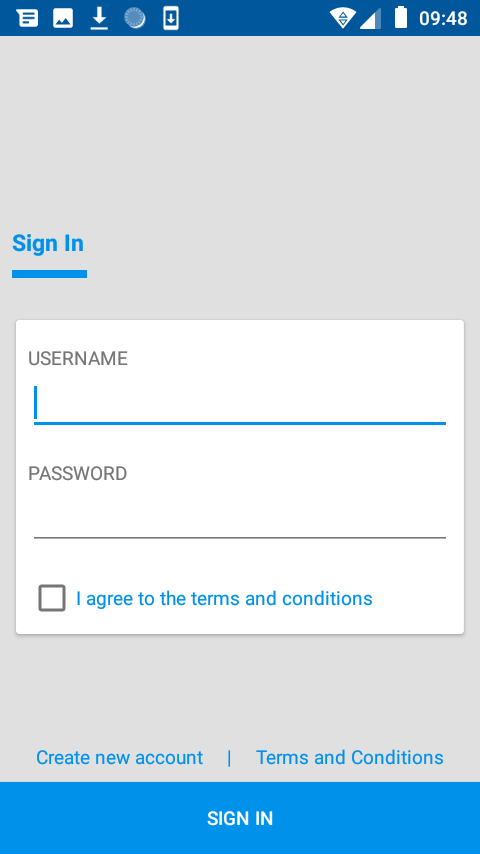 09:48
Sign In
USERNAME
PASSWORD
I agree to the terms and conditions
Create new account | Terms and Conditions
SIGN IN